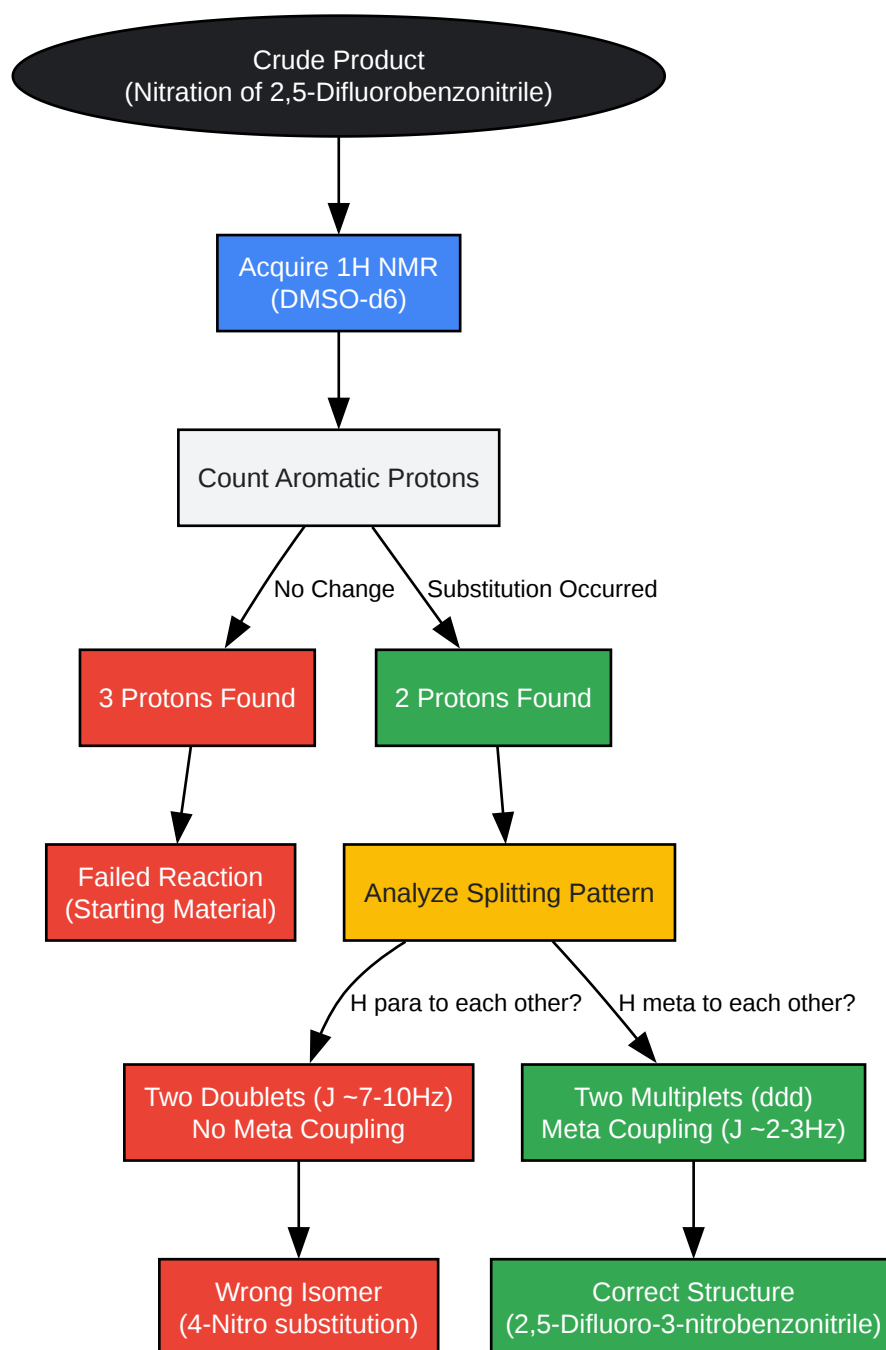 Crude Product
(Nitration of 2,5-Difluorobenzonitrile)
Acquire 1H NMR
(DMSO-d6)
Count Aromatic Protons
No Change
Substitution Occurred
3 Protons Found
2 Protons Found
Failed Reaction
(Starting Material)
Analyze Splitting Pattern
H para to each other?
H meta to each other?
Two Doublets (J ~7-10Hz)
No Meta Coupling
Two Multiplets (ddd)
Meta Coupling (J ~2-3Hz)
Wrong Isomer
(4-Nitro substitution)
Correct Structure
(2,5-Difluoro-3-nitrobenzonitrile)